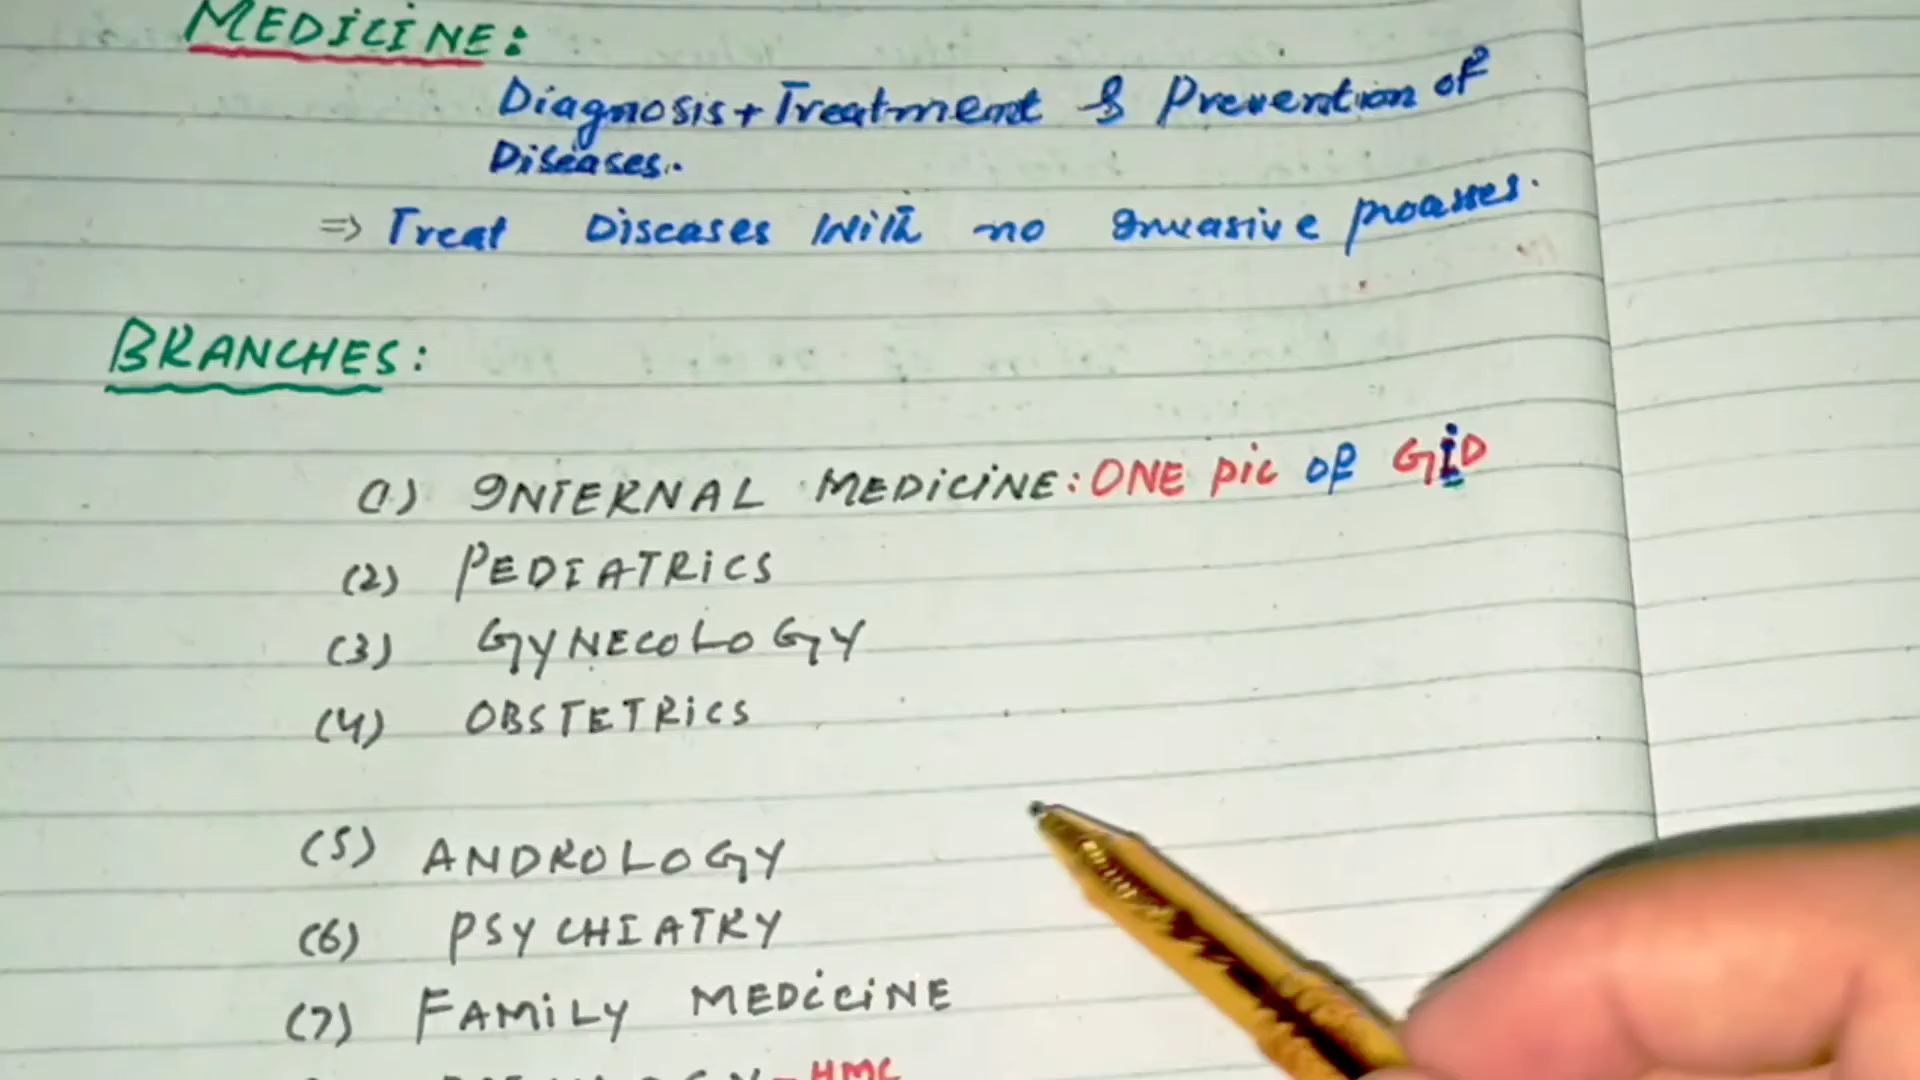 MEDICINE:
Diagnosis + Treatment & Prevention of
Diseases.
⇒ Treat Diseases With no invasive
BRANCHES:
(1) INTERNAL MEDICINE: ONE PIC OF GID
(2) PEDIATRICS
(3) GYNECOLOGY
(4) OBSTETRICS
(5) ANDROLOGY
(6) PSYCHIATRY
(7) FAMILY MEDICINE
- HMC